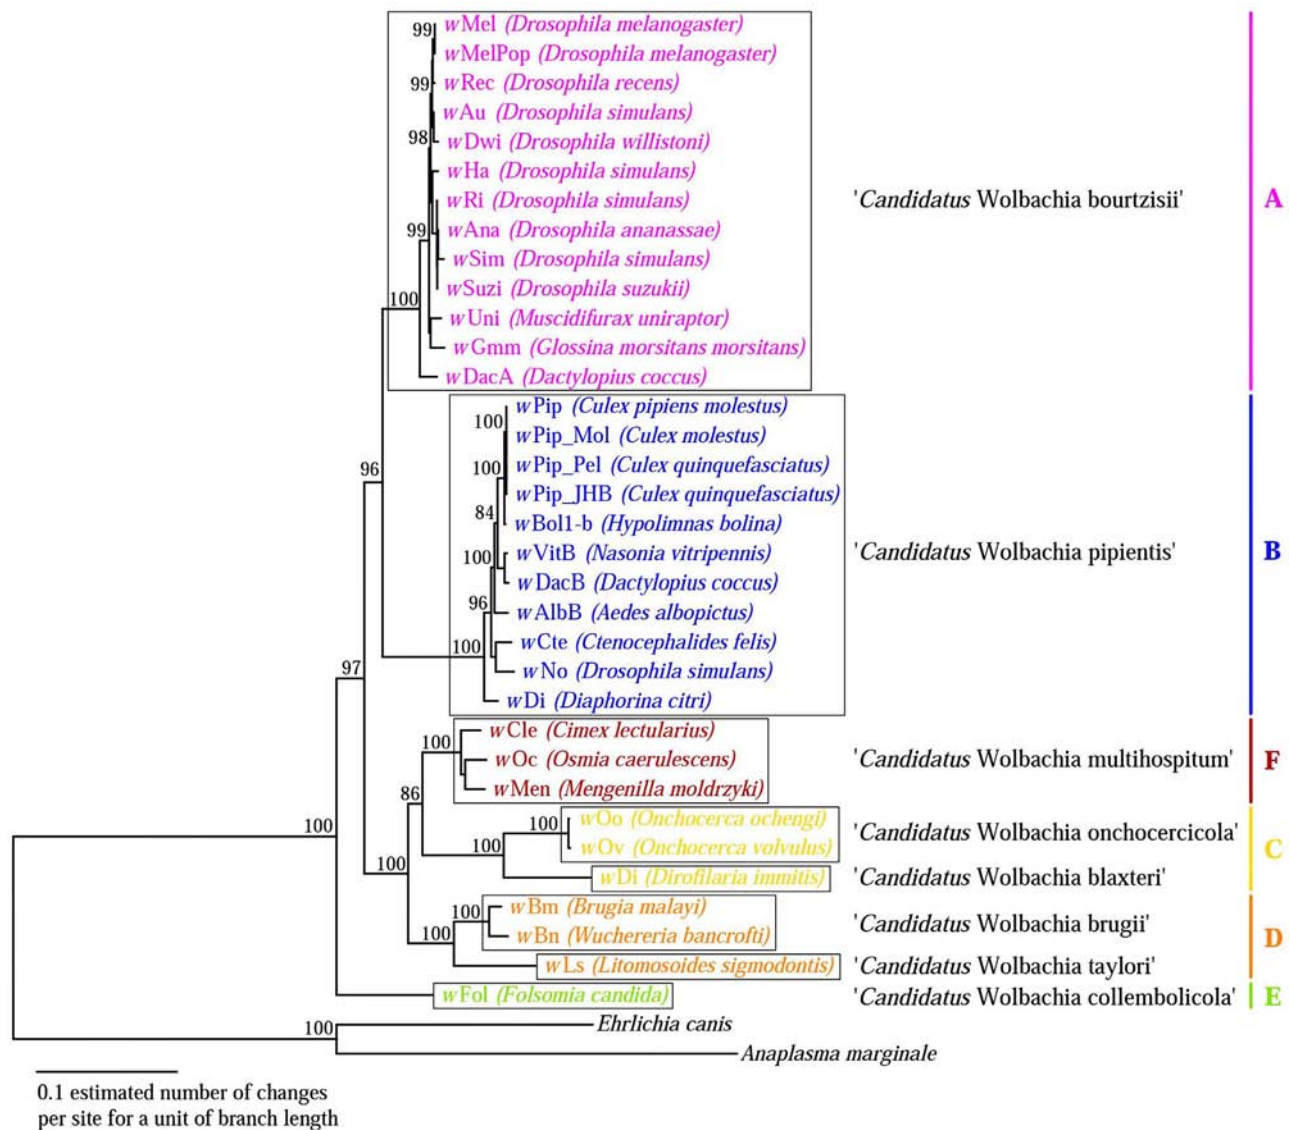 99
wMel (Drosophila melanogaster)
wMelPop (Drosophila melanogaster)
99
wRec (Drosophila recens)
wAu (Drosophila simulans)
98
wDwi (Drosophila willistoni)
wHa (Drosophila simulans)
wRi (Drosophila simulans)
'Candidatus Wolbachia bourtzisii'
A
99
wAna (Drosophila ananassae)
wSim (Drosophila simulans)
wSuzi (Drosophila suzukii)
100
wUni (Muscidifurax uniraptor)
wGmm (Glossina morsitans morsitans)
wDacA (Dactylopius coccus)
wPip (Culex pipiens molestus)
100
wPip_Mol (Culex molestus)
96
100
wPip_Pel (Culex quinquefasciatus)
wPip_JHB (Culex quinquefasciatus)
84
wBol1-b (Hypolimnas bolina)
100
wVitB (Nasonia vitripennis)
'Candidatus Wolbachia pipientis'
B
wDacB (Dactylopius coccus)
96
wAlbB (Aedes albopictus)
100
wCte (Ctenocephalides felis)
97
wNo (Drosophila simulans)
wDi (Diaphorina citri)
wCle (Cimex lectularius)
100
wOc (Osmia caerulescens)
'Candidatus Wolbachia multihospitum'
F
86
wMen (Mengenilla moldrzyki)
100
100
wOo (Onchocerca ochengi)
'Candidatus Wolbachia onchocercicola'
C
100
wOv (Onchocerca volvulus)
100
wDi (Dirofilaria immitis)
'Candidatus Wolbachia blaxteri'
100
wBm (Brugia malayi)
'Candidatus Wolbachia brugii'
D
100
wBn (Wuchereria bancrofti)
wLs (Litomosoides sigmodontis)
'Candidatus Wolbachia taylori'
wFol (Folsomia candida)
'Candidatus Wolbachia collembolicola'
E
100
Ehrlichia canis
Anaplasma marginale
0.1 estimated number of changes
per site for a unit of branch length